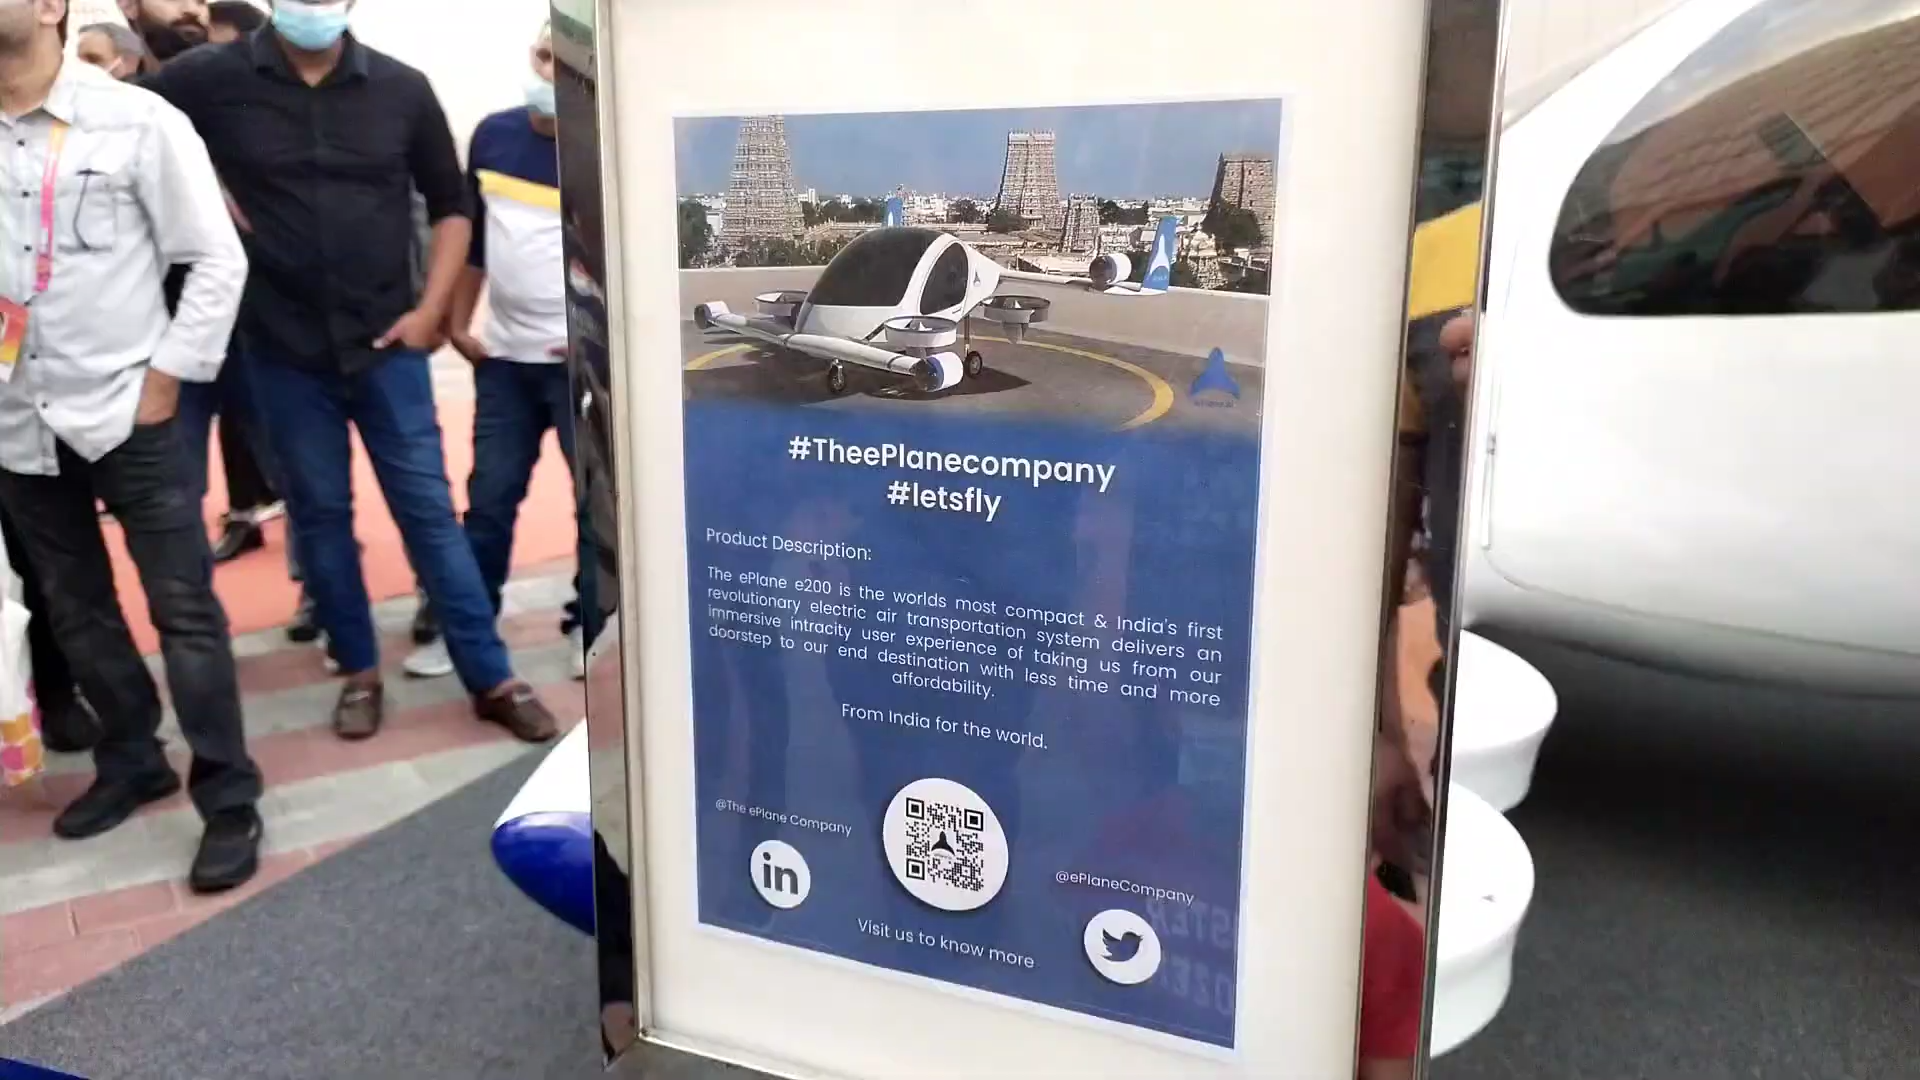 #TheePlanecompany
#letsfly
Product Description:
The ePlane e200 is the worlds most compact & India's first
revolutionary electric air transportation system delivers an
immersive intracity user experience of taking us from our
doorstep to our end destination with less time and more
affordability.
From India for the world.
@The ePlane Company
in
@ePlaneCompany
Visit us to know more